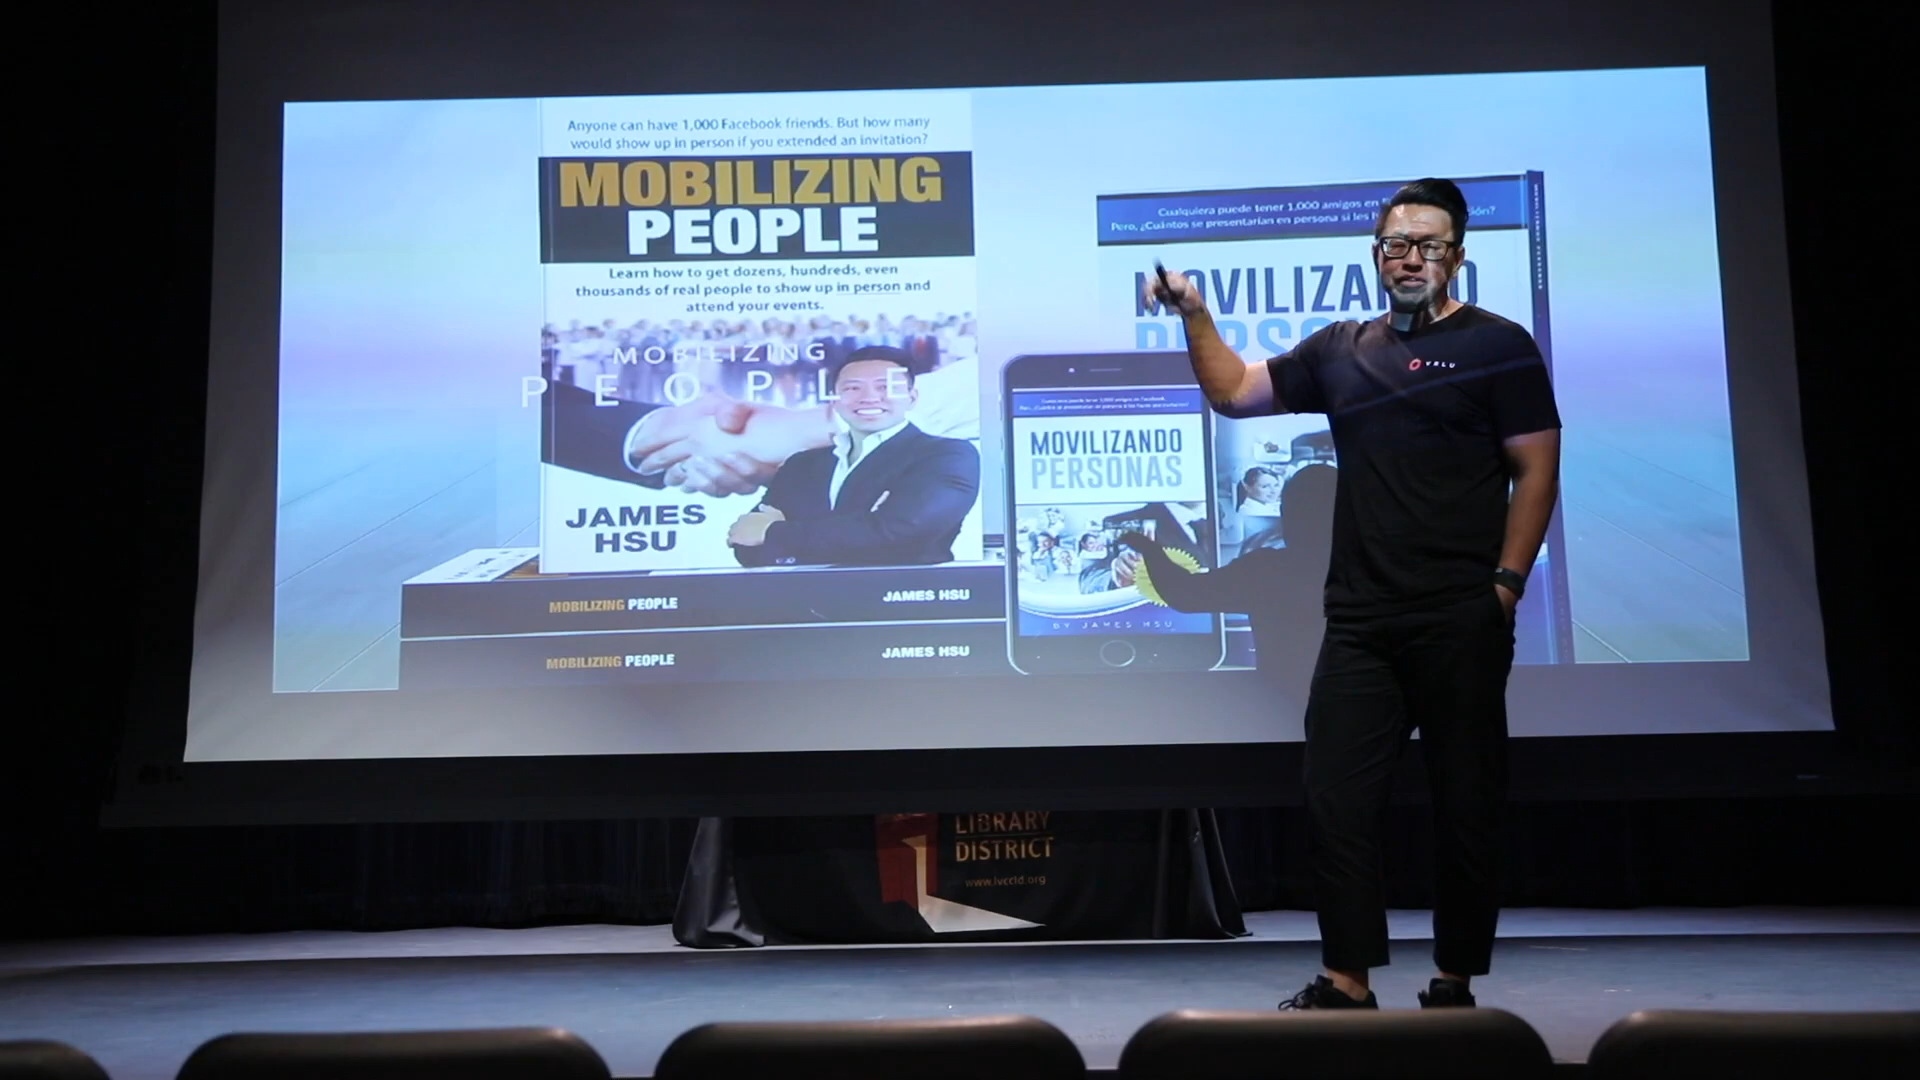 Anyone can have 1,000 Facebook friends. But how many
would show up in person if you extended an invitation?
MOBILIZING
PEOPLE
Learn how to get dozens, hundreds, even
thousands of real people to show up in person and
attend your events.
MOBILIZING
PEOPLE
JAMES
HSU
MOBILIZING PEOPLE JAMES HSU
MOBILIZING PEOPLE JAMES HSU
Cualquiera puede tener 1,000 amigos en
Pero, ¿Cuántos se presentarían en persona si les
MOVILIZANDO
MOVILIZANDO
PERSONAS
BY JAMES HSU
VRLU
LIBRARY
DISTRICT
www.lvccld.org